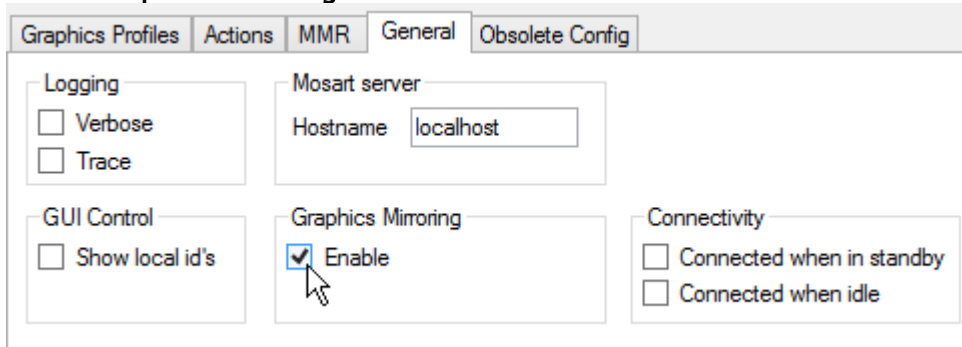 Graphics Profiles Actions MMR General Obsolete Config
Logging
Verbose
Trace
Mosart server
Hostname localhost
GUI Control
Show local id's
Graphics Mirroring
Enable
Connectivity
Connected when in standby
Connected when idle